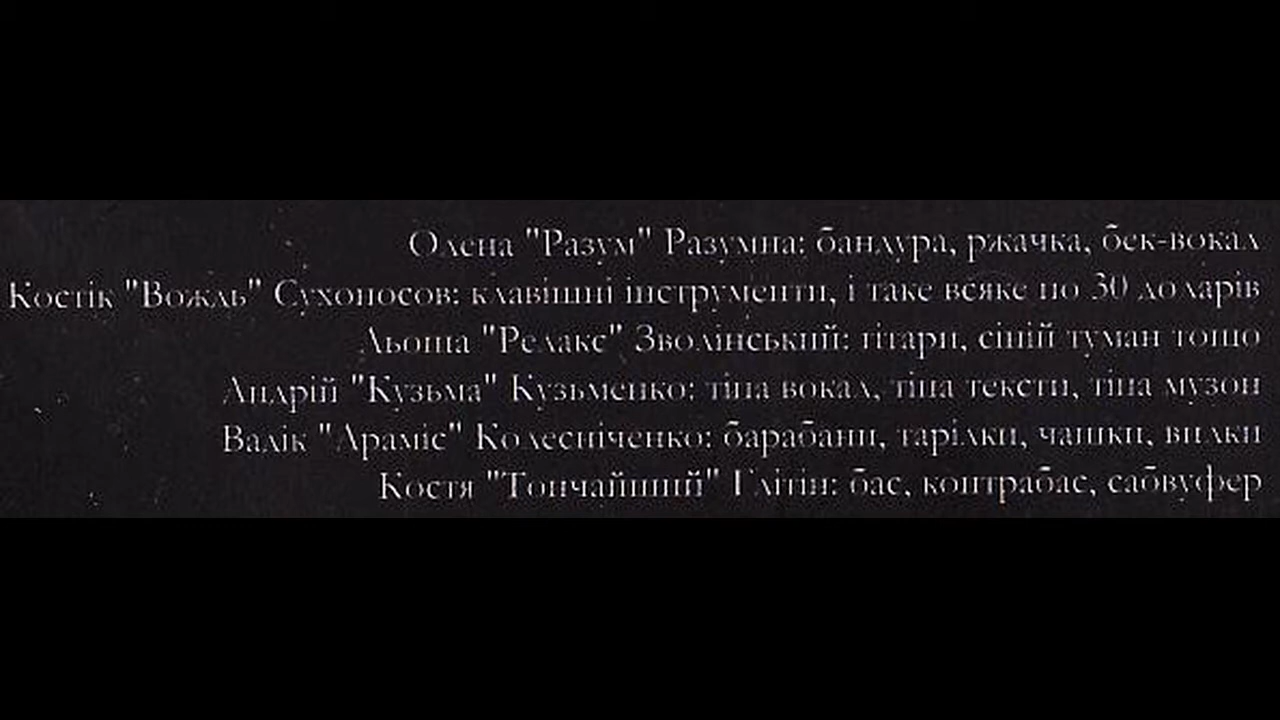 Олена "Разум" Разумна: бандура, ржачка, бек-вокал
Костік "Вождь" Сухоносов: клавішні інструменти, і таке всяке по 30 доларів
Льоша "Релакс" Зволінський: гітари, сіній туман тощо
Андрій "Кузьма" Кузьменко: тіпа вокал, тіпа тексти, тіпа музон
Валік "Араміс" Колесніченко: барабани, тарілки, чашки, вилки
Костя "Тончайший" Глітін: бас, контрабас, сабвуфер